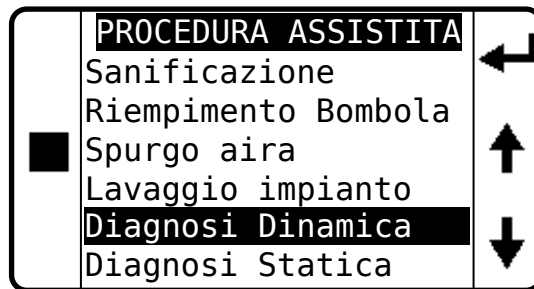 PROCEDURA ASSISTITA
Sanificazione
Riempimento Bombola
Spurgo aira
Lavaggio impianto
Diagnosi Dinamica
Diagnosi Statica